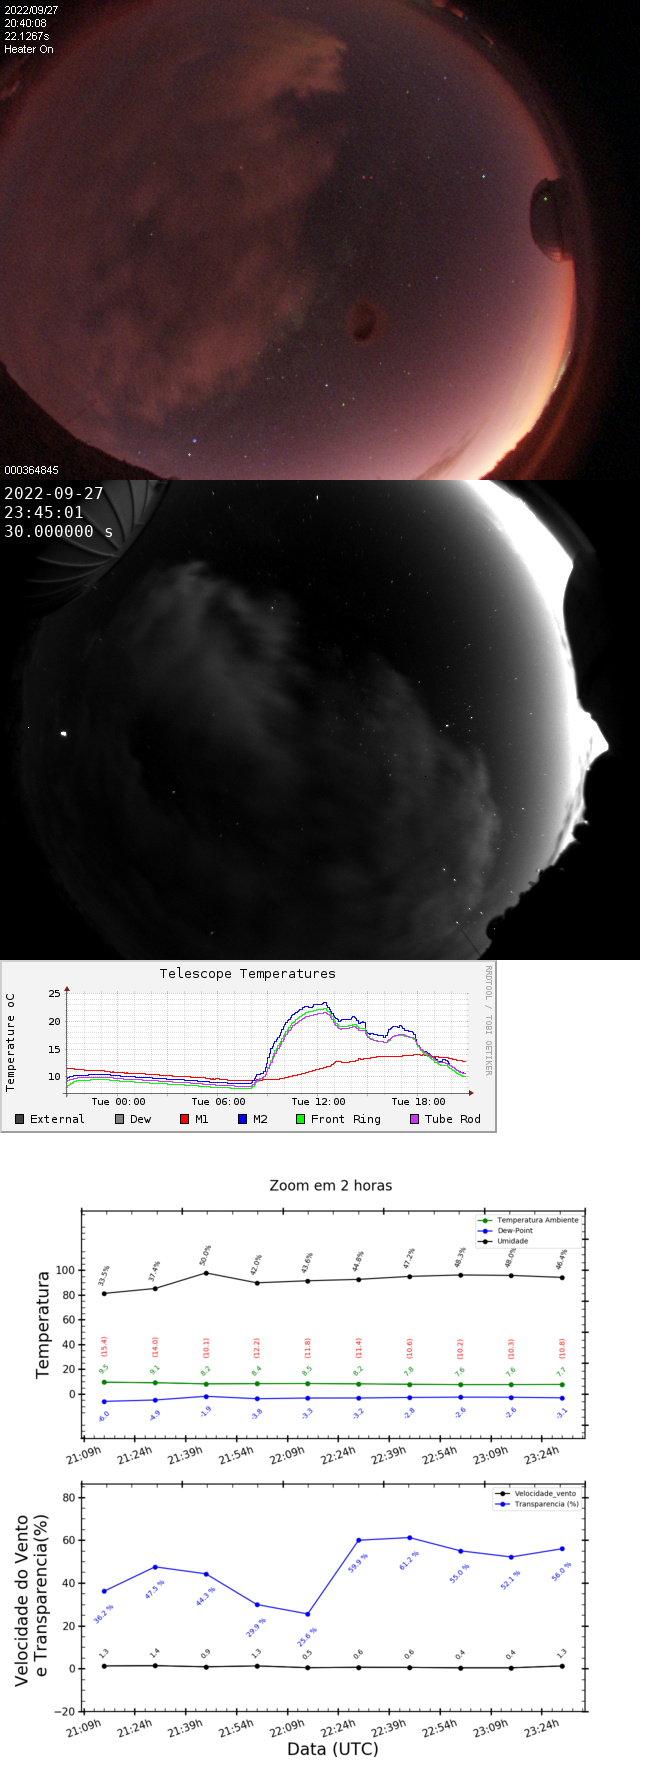 2022/09/27
20:40:08
22.1267s
Heater On
000364845
2022-09-27
23:45:01
30.000000 s
Telescope Temperatures
RRDTOOL / TOBI OETIKER
Temperature oC
25
20
15
10
Tue 00:00 Tue 06:00 Tue 12:00 Tue 18:00
External Dew M1 M2 Front Ring Tube Rod
Zoom em 2 horas
Temperatura Ambiente
Dew-Point
Umidade
Temperatura
100
80
60
40
20
0
33.5% 37.4% 50.0% 42.0% 43.6% 44.8% 47.2% 48.3% 48.0% 46.4%
(15.4) (14.0) (10.1) (12.2) (11.8) (11.4) (10.6) (10.2) (10.3) (10.8)
9.5 9.1 8.2 8.4 8.5 8.2 7.8 7.6 7.6 7.7
-6.0 -4.9 -1.9 -3.8 -3.3 -3.2 -2.8 -2.6 -2.6 -3.1
21:09h 21:24h 21:39h 21:54h 22:09h 22:24h 22:39h 22:54h 23:09h 23:24h
Velocidade_vento
Transparencia (%)
Velocidade do Vento
e Transparencia(%)
80
60
40
20
0
−20
36.2 % 47.5 % 44.3 % 29.9 % 25.6 % 59.9 % 61.2 % 55.0 % 52.1 % 56.0 %
1.3 1.4 0.9 1.3 0.5 0.6 0.6 0.4 0.4 1.3
21:09h 21:24h 21:39h 21:54h 22:09h 22:24h 22:39h 22:54h 23:09h 23:24h
Data (UTC)